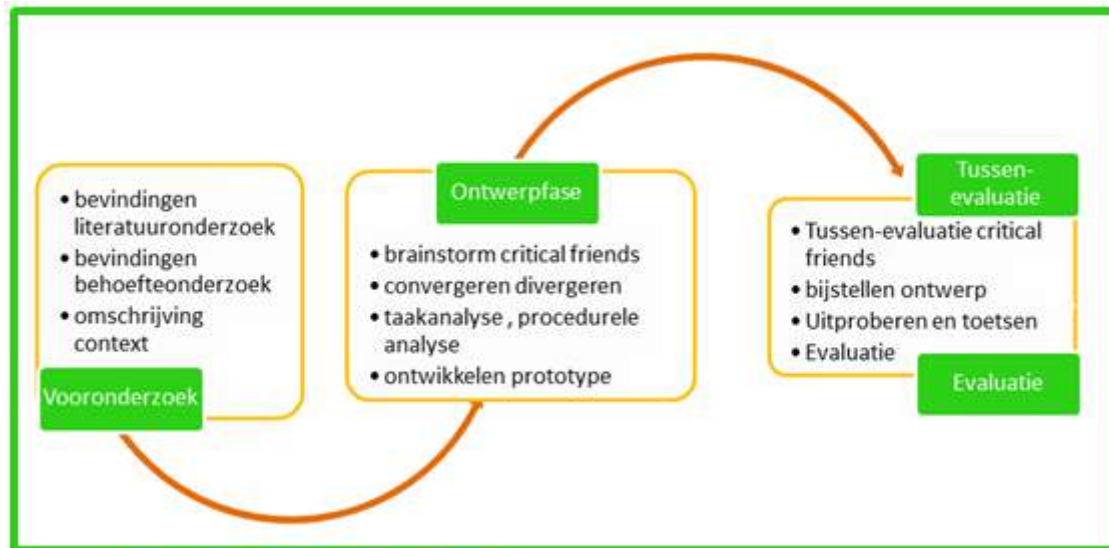 • bevindingen
literatuuronderzoek
• bevindingen
behoefteonderzoek
• omschrijving
context
Vooronderzoek
Ontwerpfase
• brainstorm critical friends
• convergeren divergeren
• taakanalyse , procedurele
analyse
• ontwikkelen prototype
Tussen-
evaluatie
• Tussen-evaluatie critical
friends
• bijstellen ontwerp
• Uitproberen en toetsen
• Evaluatie
Evaluatie